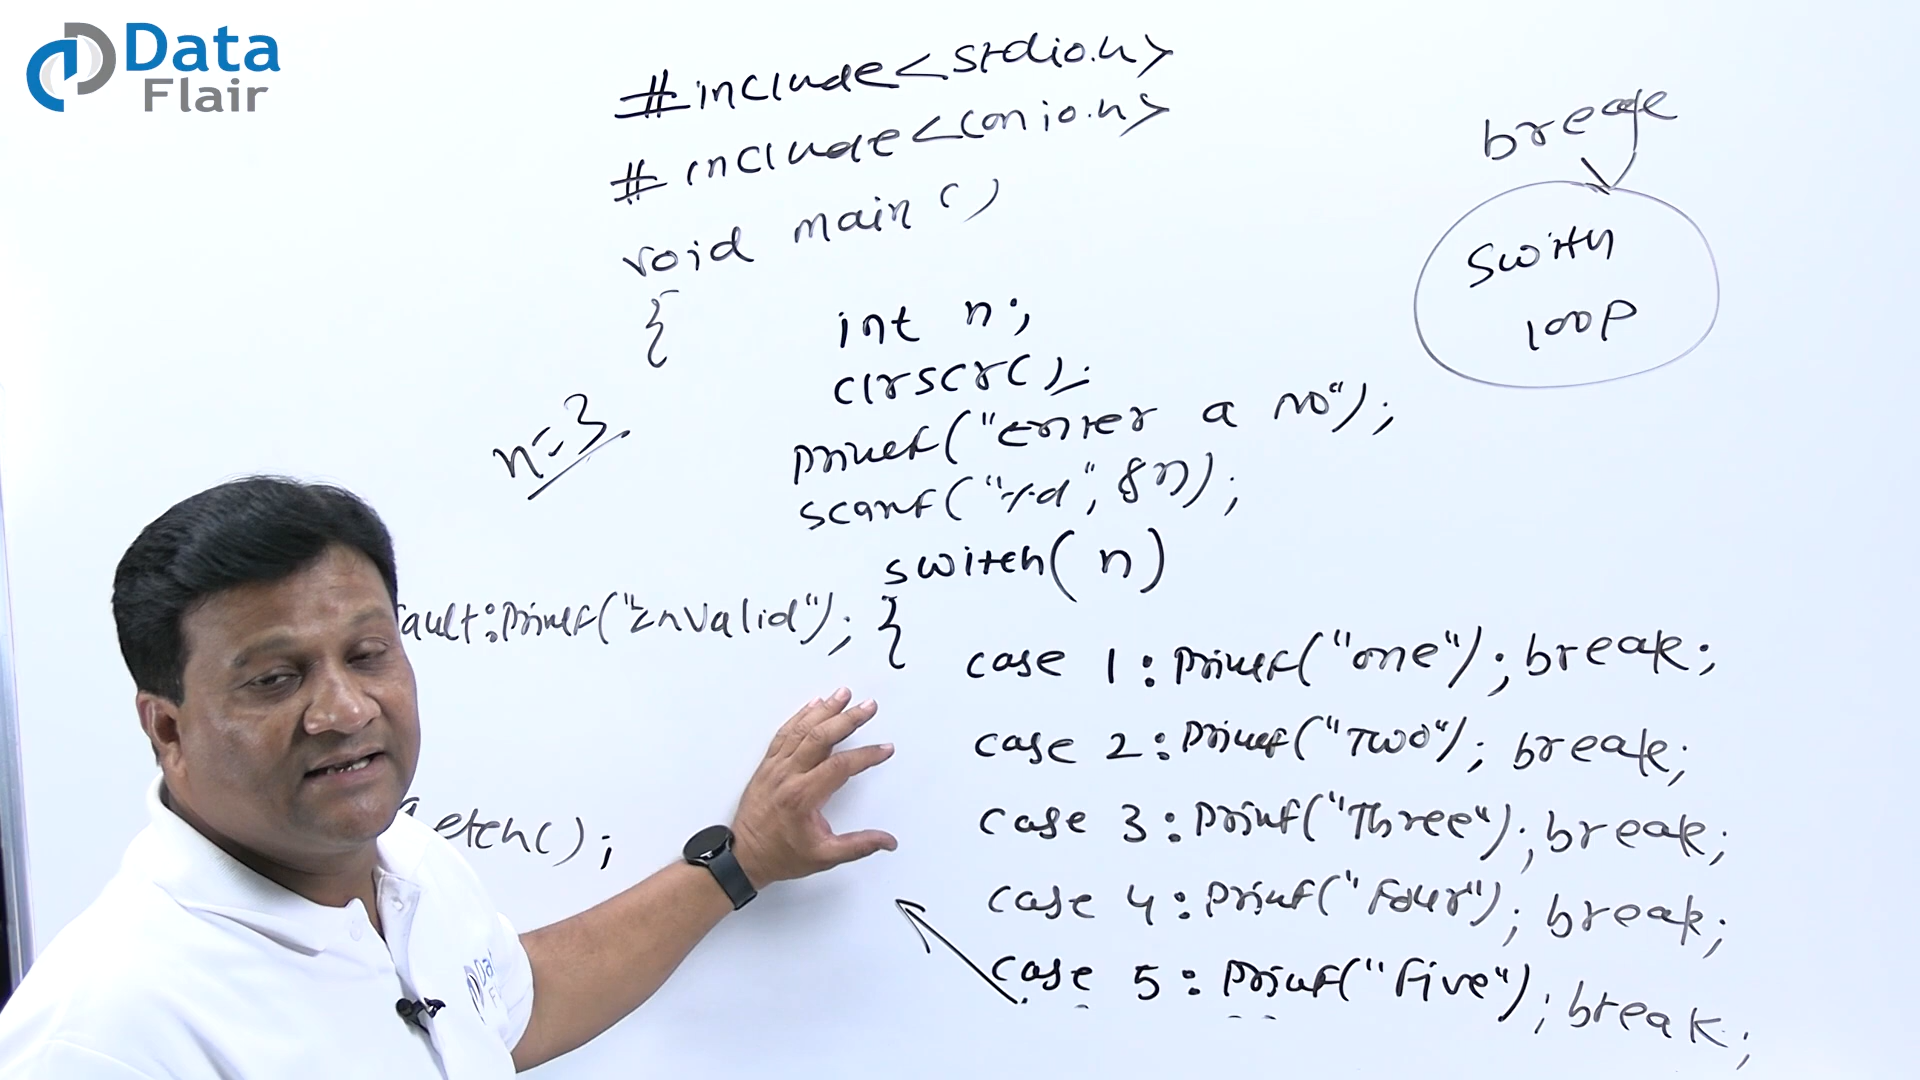 Data
Flair
#include<stdio.h>
#include<conio.h>
void main()
{
int n;
clrscr();
printf("Enter a no");
scanf("%d",&n);
switch(n)
{
case 1:printf("one");break;
case 2:printf("Two");break;
case 3:printf("Three");break;
case 4:printf("Four");break;
case 5:printf("Five");break;
ault:printf("Invalid");
getch();
n=3
break
switch
loop